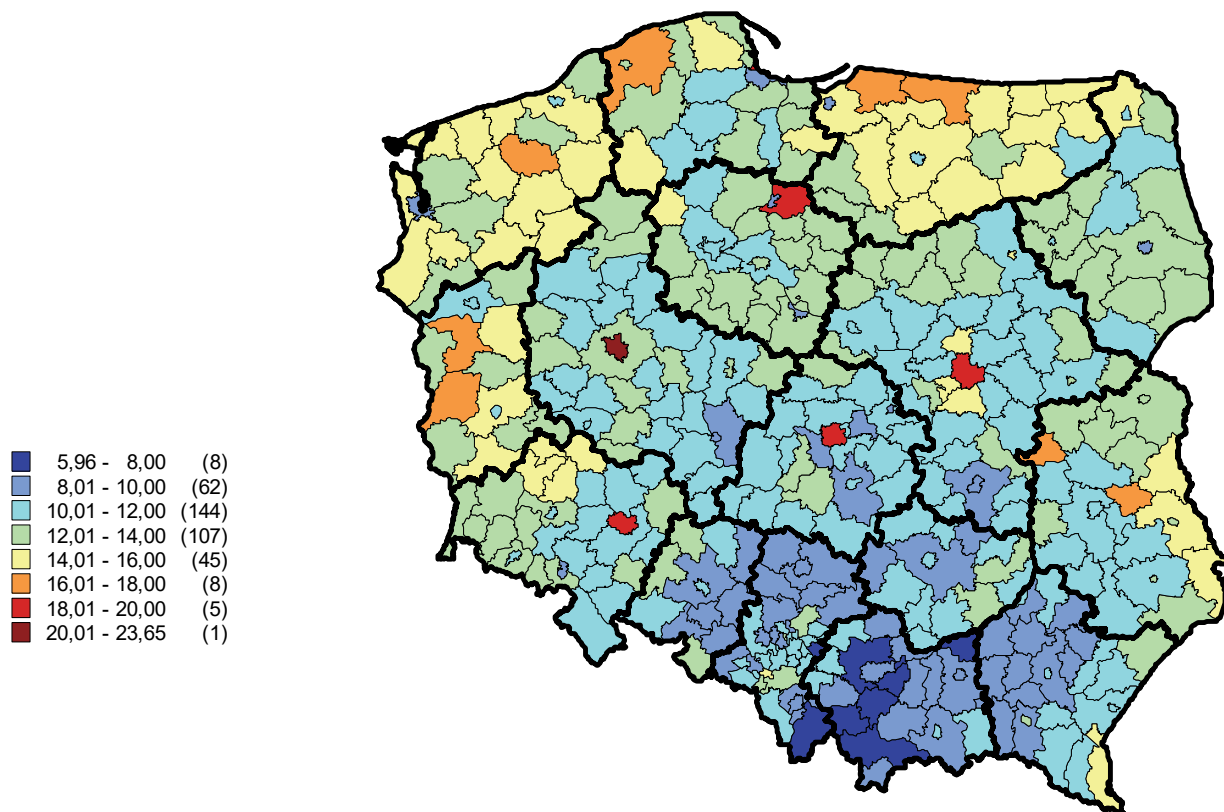 5,96 - 8,00 (8)
8,01 - 10,00 (62)
10,01 - 12,00 (144)
12,01 - 14,00 (107)
14,01 - 16,00 (45)
16,01 - 18,00 (8)
18,01 - 20,00 (5)
20,01 - 23,65 (1)